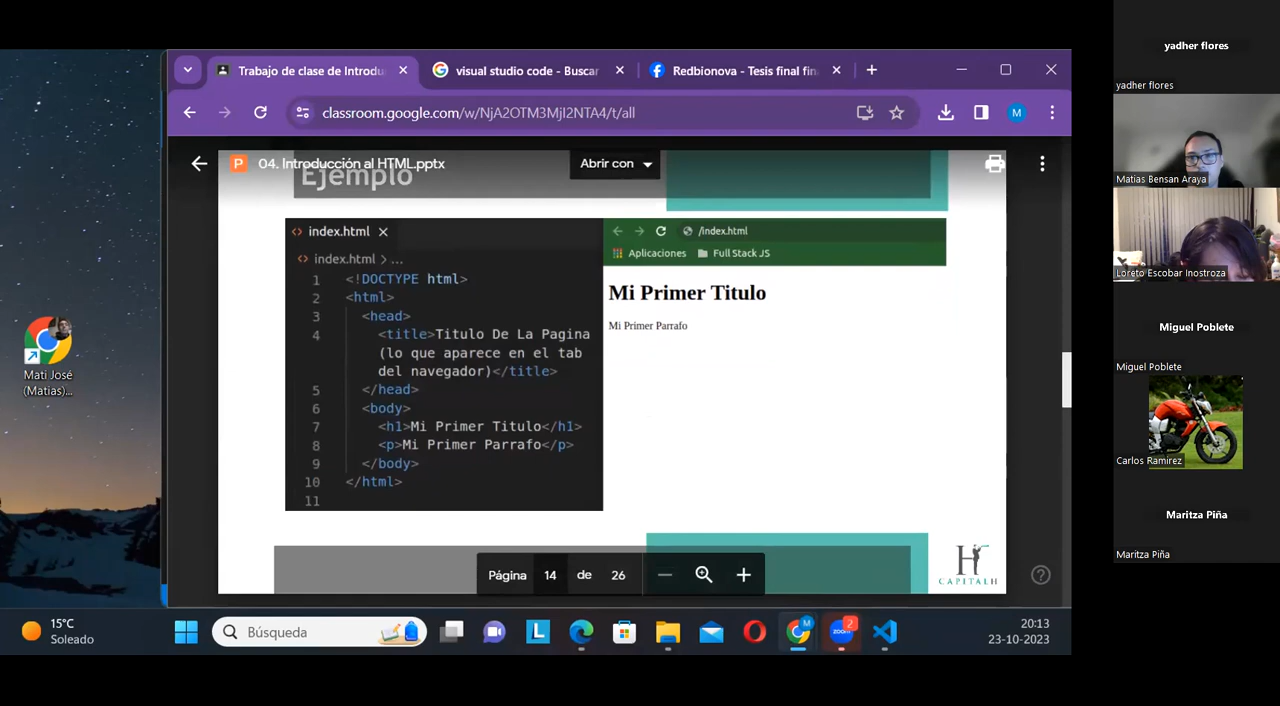 Trabajo de clase de Introdu
visual studio code - Buscar
Redbionova - Tesis final fin
classroom.google.com/w/NjA2OTM3MjI2NTA4/t/all
M
P
04. Introducción al HTML.pptx
Abrir con
Ejemplo
index.html
index.html > ...
1 <!DOCTYPE html>
2 <html>
3 <head>
4 <title>Titulo De La Pagina
(lo que aparece en el tab
del navegador)</title>
5 </head>
6 <body>
7 <h1>Mi Primer Titulo</h1>
8 <p>Mi Primer Parrafo</p>
9 </body>
10 </html>
11
/index.html
Aplicaciones
Full Stack JS
Mi Primer Titulo
Mi Primer Parrafo
Página 14 de 26
H
CAPITALH
Mati José
(Matias)...
15°C
Soleado
Búsqueda
L
zoom
2
M
20:13
23-10-2023
yadher flores
yadher flores
Matias Bensan Araya
Loreto Escobar Inostroza
Miguel Poblete
Miguel Poblete
Carlos Ramirez
Maritza Piña
Maritza Piña